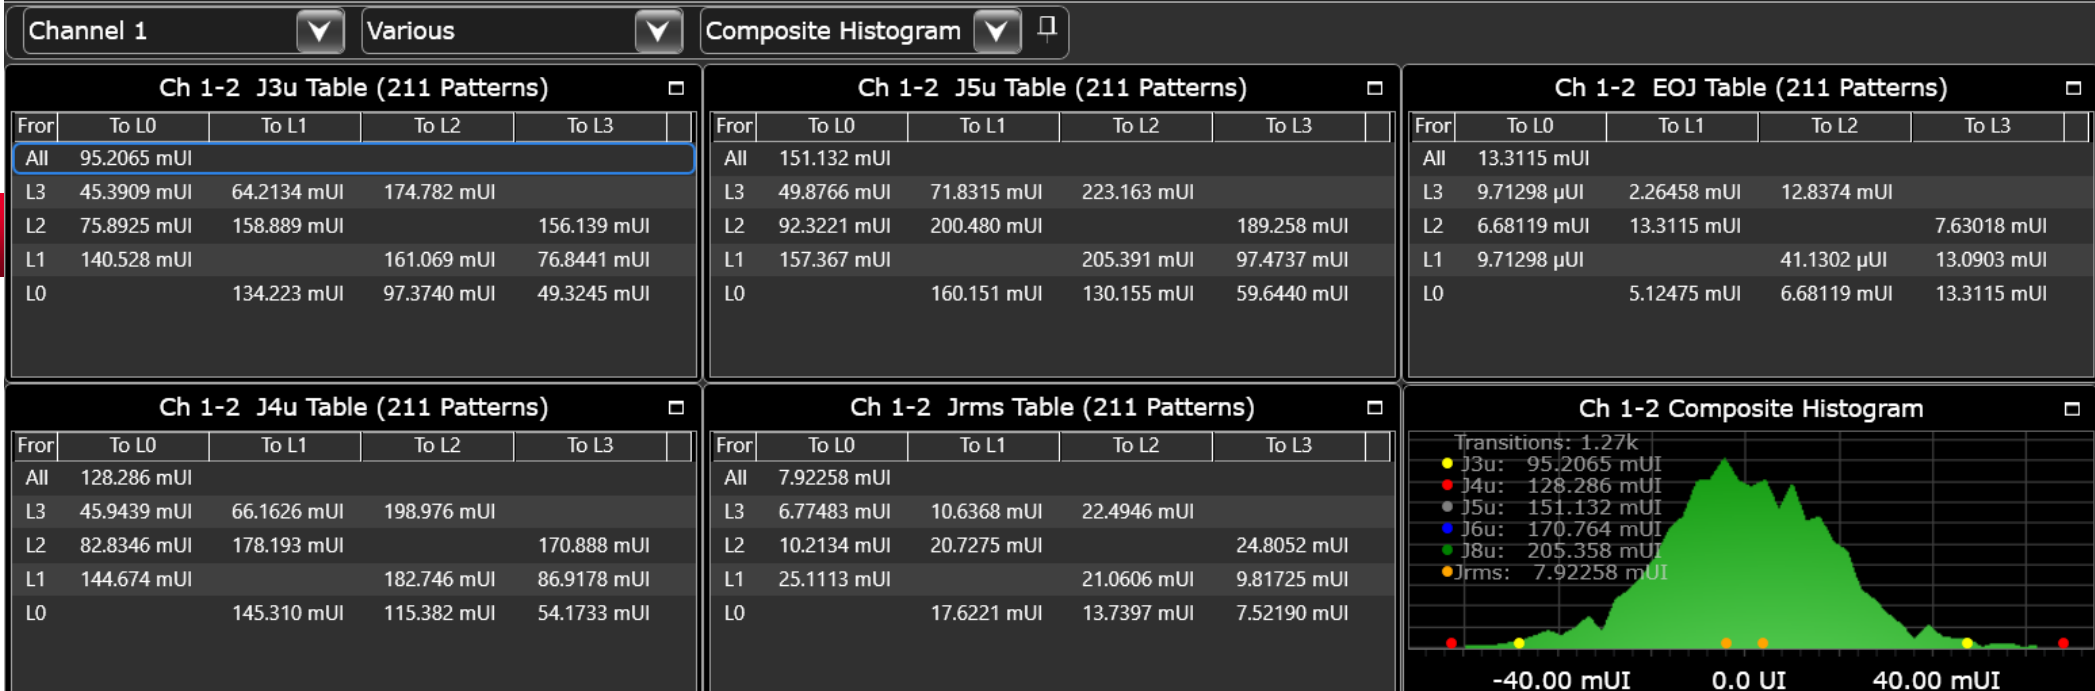 Channel 1 Various Composite Histogram
Ch 1-2 J3u Table (211 Patterns)
Fror To L0 To L1 To L2 To L3
All 95.2065 mUI
L3 45.3909 mUI 64.2134 mUI 174.782 mUI
L2 75.8925 mUI 158.889 mUI 156.139 mUI
L1 140.528 mUI 161.069 mUI 76.8441 mUI
L0 134.223 mUI 97.3740 mUI 49.3245 mUI
Ch 1-2 J5u Table (211 Patterns)
Fror To L0 To L1 To L2 To L3
All 151.132 mUI
L3 49.8766 mUI 71.8315 mUI 223.163 mUI
L2 92.3221 mUI 200.480 mUI 189.258 mUI
L1 157.367 mUI 205.391 mUI 97.4737 mUI
L0 160.151 mUI 130.155 mUI 59.6440 mUI
Ch 1-2 EOJ Table (211 Patterns)
Fror To L0 To L1 To L2 To L3
All 13.3115 mUI
L3 9.71298 µUI 2.26458 mUI 12.8374 mUI
L2 6.68119 mUI 13.3115 mUI 7.63018 mUI
L1 9.71298 µUI 41.1302 µUI 13.0903 mUI
L0 5.12475 mUI 6.68119 mUI 13.3115 mUI
Ch 1-2 J4u Table (211 Patterns)
Fror To L0 To L1 To L2 To L3
All 128.286 mUI
L3 45.9439 mUI 66.1626 mUI 198.976 mUI
L2 82.8346 mUI 178.193 mUI 170.888 mUI
L1 144.674 mUI 182.746 mUI 86.9178 mUI
L0 145.310 mUI 115.382 mUI 54.1733 mUI
Ch 1-2 Jrms Table (211 Patterns)
Fror To L0 To L1 To L2 To L3
All 7.92258 mUI
L3 6.77483 mUI 10.6368 mUI 22.4946 mUI
L2 10.2134 mUI 20.7275 mUI 24.8052 mUI
L1 25.1113 mUI 21.0606 mUI 9.81725 mUI
L0 17.6221 mUI 13.7397 mUI 7.52190 mUI
Ch 1-2 Composite Histogram
Transitions: 1.27k
J3u: 95.2065 mUI
J4u: 128.286 mUI
J5u: 151.132 mUI
J6u: 170.764 mUI
J8u: 205.358 mUI
Jrms: 7.92258 mUI
-40.00 mUI 0.0 UI 40.00 mUI